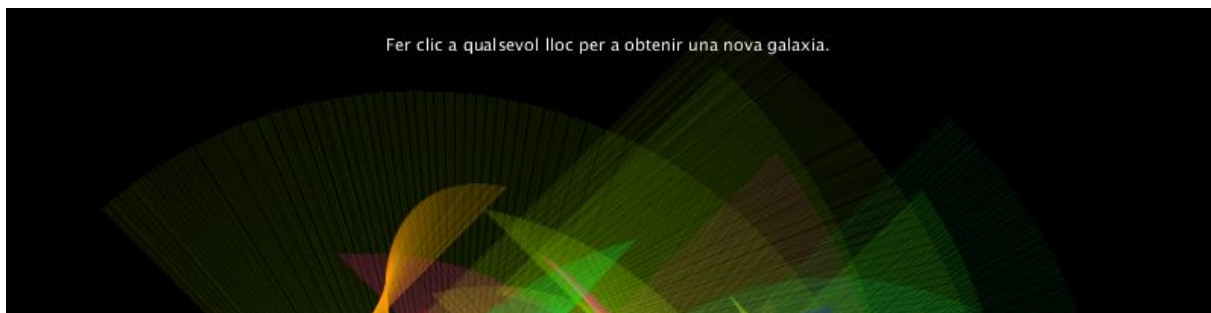 Fer clic a qualsevol lloc per a obtenir una nova galaxia.